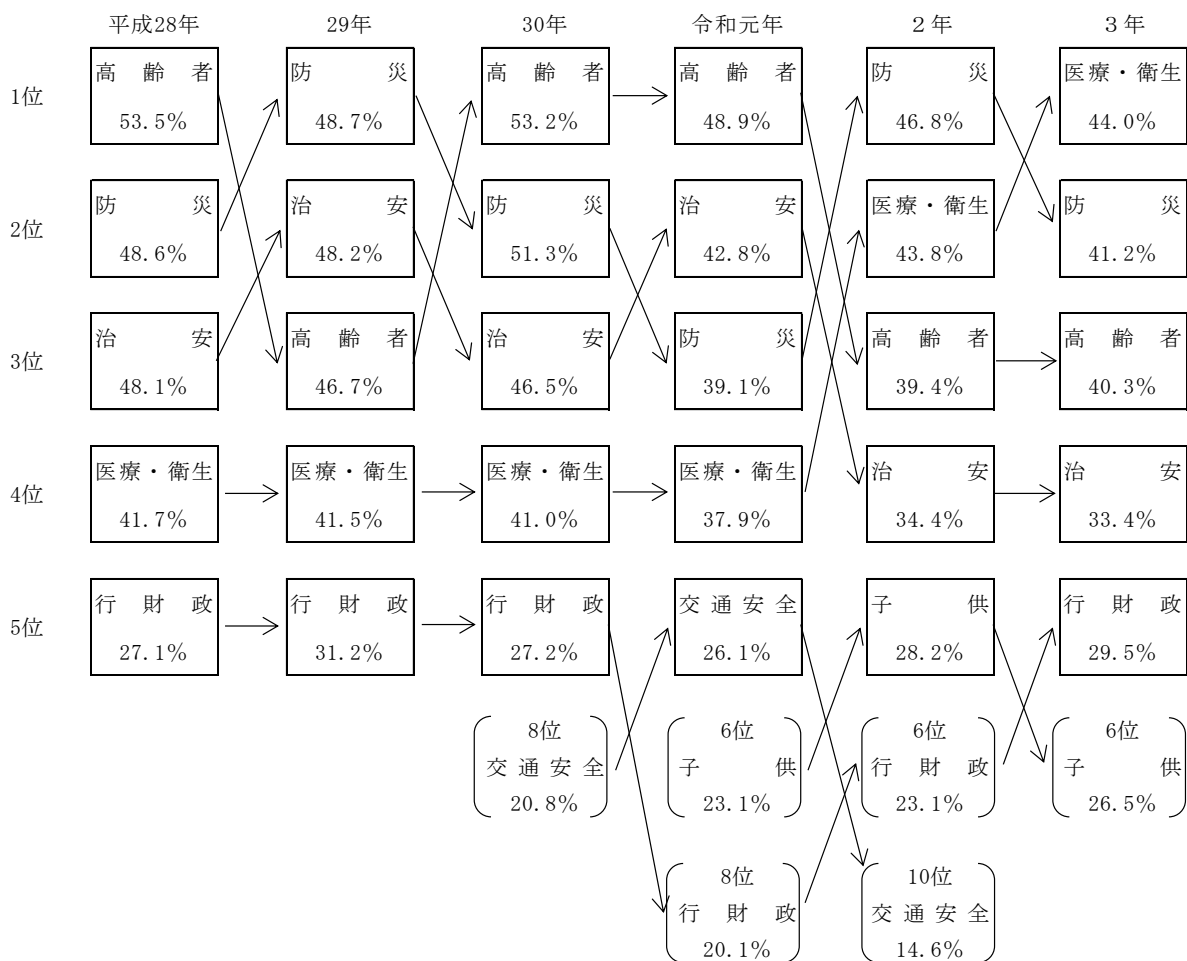 平成28年 29年 30年 令和元年 2年 3年
1位
高齢者 防災 高齢者 高齢者 防災 医療・衛生
53.5% 48.7% 53.2% 48.9% 46.8% 44.0%
2位
防災 治安 防災 治安 医療・衛生 防災
48.6% 48.2% 51.3% 42.8% 43.8% 41.2%
3位
治安 高齢者 治安 防災 高齢者 高齢者
48.1% 46.7% 46.5% 39.1% 39.4% 40.3%
4位
医療・衛生 医療・衛生 医療・衛生 医療・衛生 治安 治安
41.7% 41.5% 41.0% 37.9% 34.4% 33.4%
5位
行財政 行財政 行財政 交通安全 子供 行財政
27.1% 31.2% 27.2% 26.1% 28.2% 29.5%
8位 6位 6位 6位
交通安全 子供 行財政 子供
20.8% 23.1% 23.1% 26.5%
8位 10位
行財政 交通安全
20.1% 14.6%